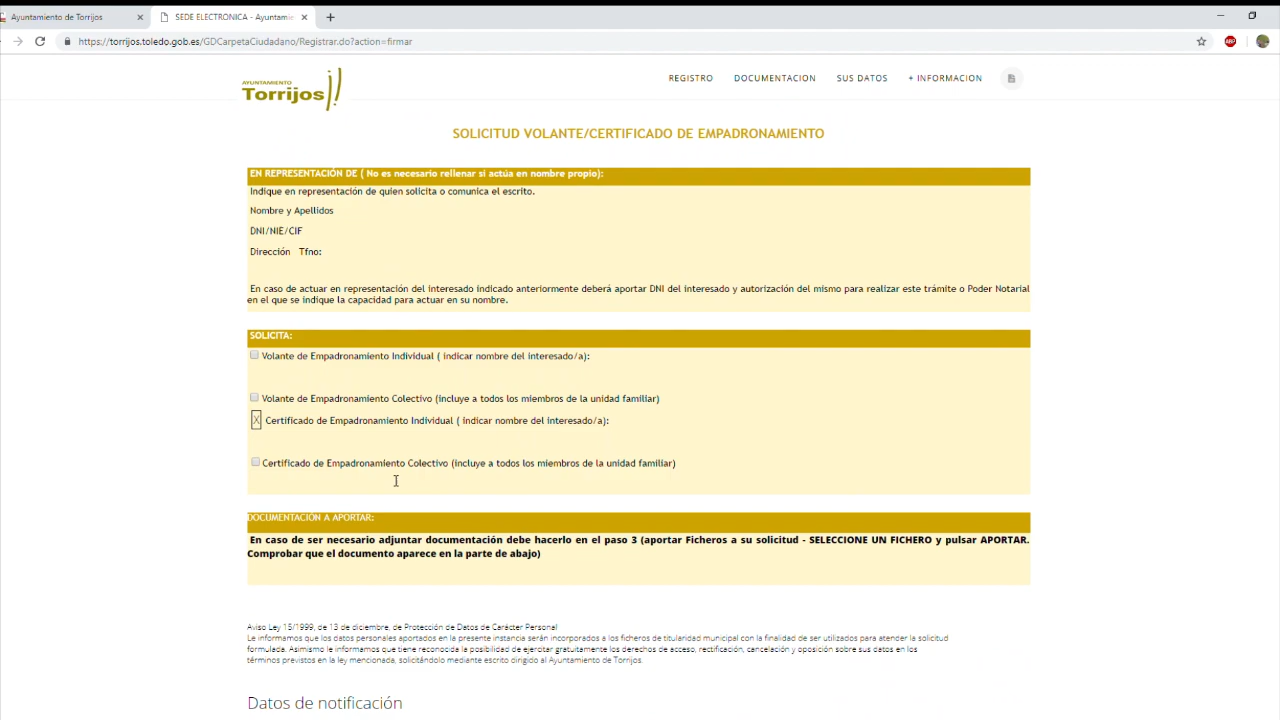 Ayuntamiento de Torrijos
SEDE ELECTRONICA - Ayuntamie
https://torrijos.toledo.gob.es/GDCarpetaCiudadano/Registrar.do?action=firmar
ABP
AYUNTAMIENTO
Torrijos
REGISTRO DOCUMENTACION SUS DATOS + INFORMACION
SOLICITUD VOLANTE/CERTIFICADO DE EMPADRONAMIENTO
EN REPRESENTACIÓN DE ( No es necesario rellenar si actúa en nombre propio):
Indique en representación de quien solicita o comunica el escrito.
Nombre y Apellidos
DNI/NIE/CIF
Dirección Tfno:
En caso de actuar en representación del interesado indicado anteriormente deberá aportar DNI del interesado y autorización del mismo para realizar este trámite o Poder Notarial
en el que se indique la capacidad para actuar en su nombre.
SOLICITA:
Volante de Empadronamiento Individual ( indicar nombre del interesado/a):
Volante de Empadronamiento Colectivo (incluye a todos los miembros de la unidad familiar)
X Certificado de Empadronamiento Individual ( indicar nombre del interesado/a):
Certificado de Empadronamiento Colectivo (incluye a todos los miembros de la unidad familiar)
DOCUMENTACIÓN A APORTAR:
En caso de ser necesario adjuntar documentación debe hacerlo en el paso 3 (aportar Ficheros a su solicitud - SELECCIONE UN FICHERO y pulsar APORTAR.
Comprobar que el documento aparece en la parte de abajo)
Aviso Ley 15/1999, de 13 de diciembre, de Protección de Datos de Carácter Personal
Le informamos que los datos personales aportados en la presente instancia serán incorporados a los ficheros de titularidad municipal con la finalidad de ser utilizados para atender la solicitud
formulada. Asimismo le informamos que tiene reconocida la posibilidad de ejercitar gratuitamente los derechos de acceso, rectificación, cancelación y oposición sobre sus datos en los
términos previstos en la ley mencionada, solicitándolo mediante escrito dirigido al Ayuntamiento de Torrijos.
Datos de notificación